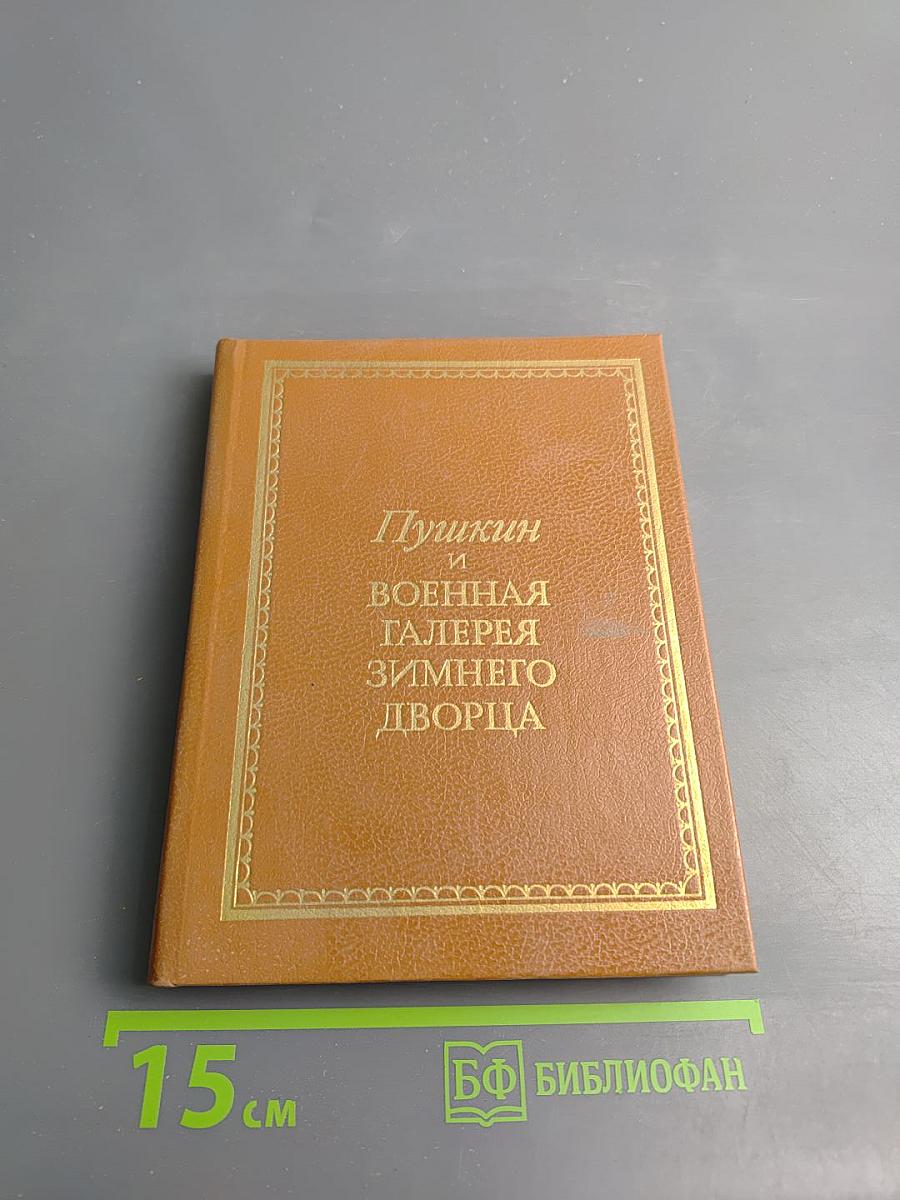 Пушкин
и
ВОЕННАЯ
ГАЛЕРЕЯ
ЗИМНЕГО
ДВОРЦА
15 см
БФ БИБЛИОФАН